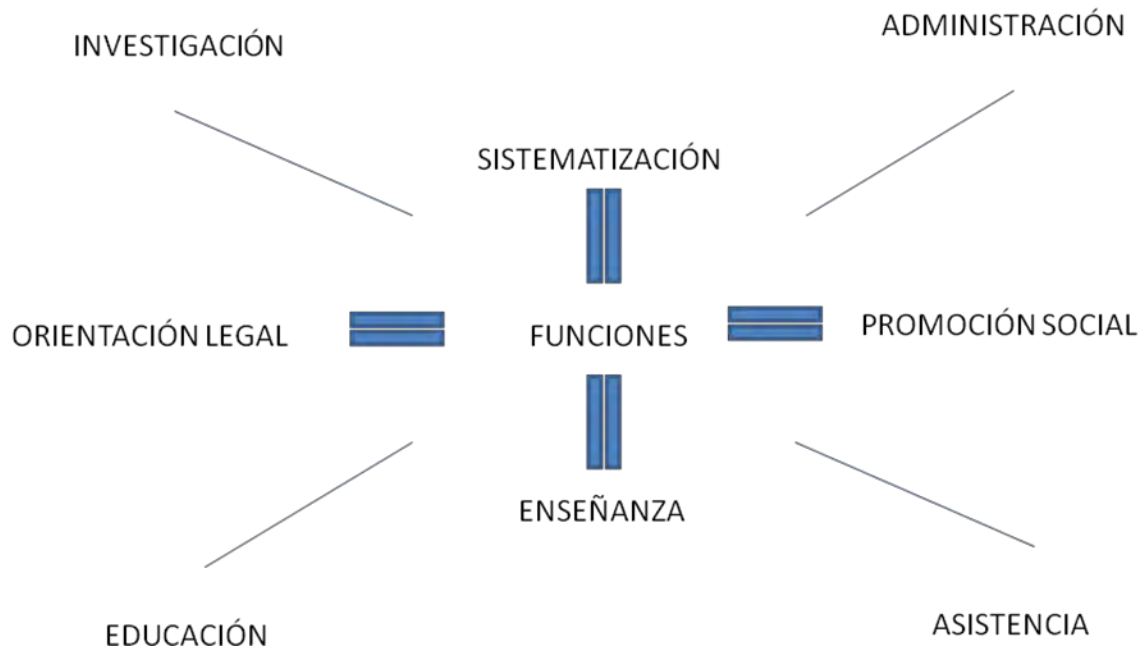 INVESTIGACIÓN
ADMINISTRACIÓN
SISTEMATIZACIÓN
ORIENTACIÓN LEGAL
FUNCIONES
PROMOCIÓN SOCIAL
ENSEÑANZA
EDUCACIÓN
ASISTENCIA